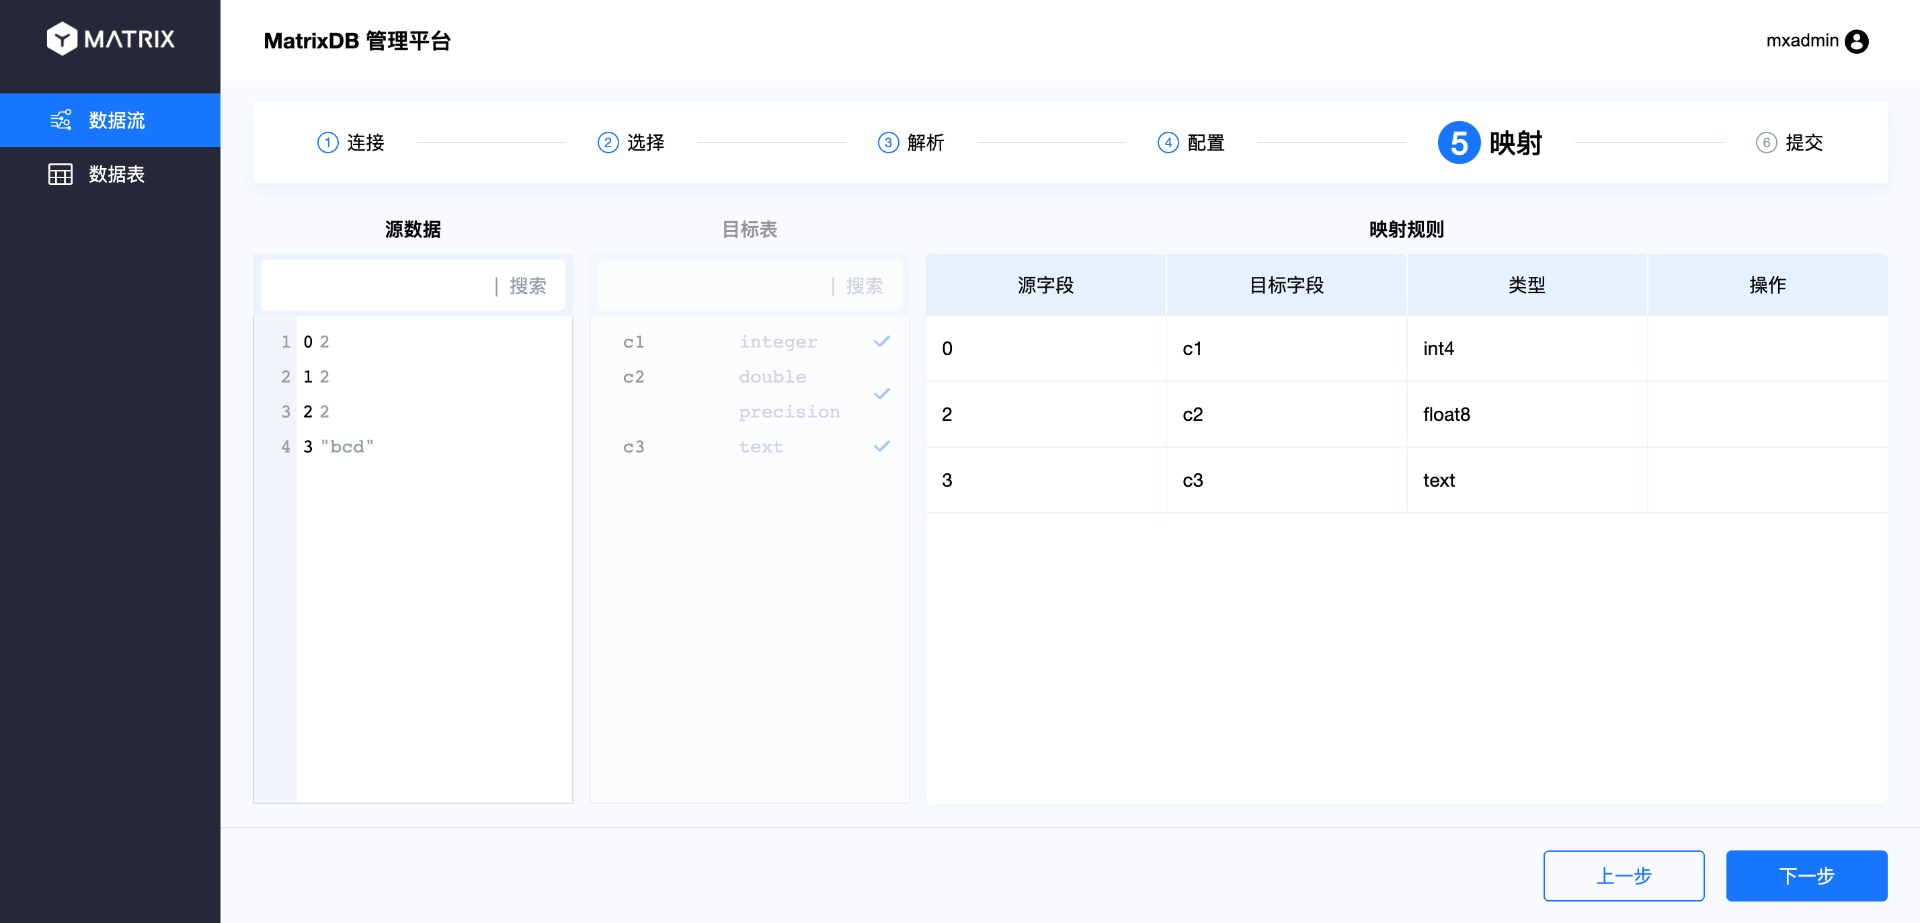 MATRIX
MatrixDB 管理平台
mxadmin
数据流
数据表
1 连接
2 选择
3 解析
4 配置
5 映射
6 提交
源数据
目标表
映射规则
| 搜索
1 0 2
2 1 2
3 2 2
4 3 "bcd"
| 搜索
c1 integer
c2 double
precision
c3 text
源字段 目标字段 类型 操作
0 c1 int4
2 c2 float8
3 c3 text
上一步
下一步